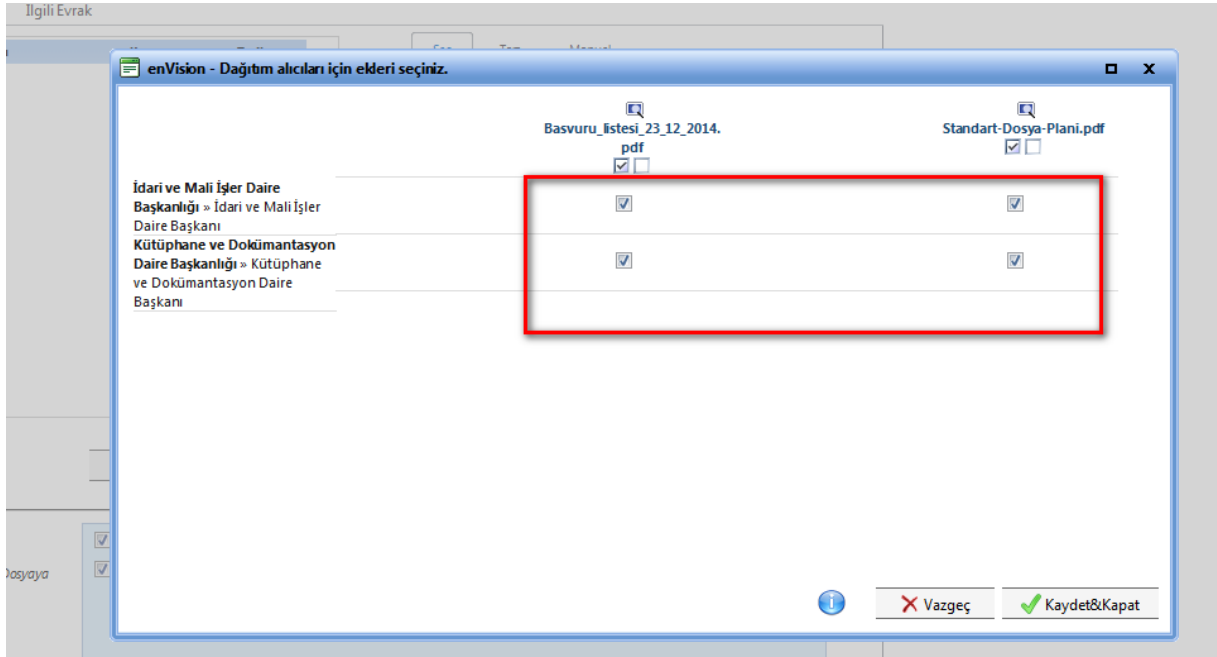 İlgili Evrak
enVision - Dağıtım alıcıları için ekleri seçiniz.
Basvuru_listesi_23_12_2014.
pdf
Standart-Dosya-Plani.pdf
İdari ve Mali İşler Daire
Başkanlığı » İdari ve Mali İşler
Daire Başkanı
Kütüphane ve Dokümantasyon
Daire Başkanlığı » Kütüphane
ve Dokümantasyon Daire
Başkanı
Dosyaya
Vazgeç
Kaydet&Kapat